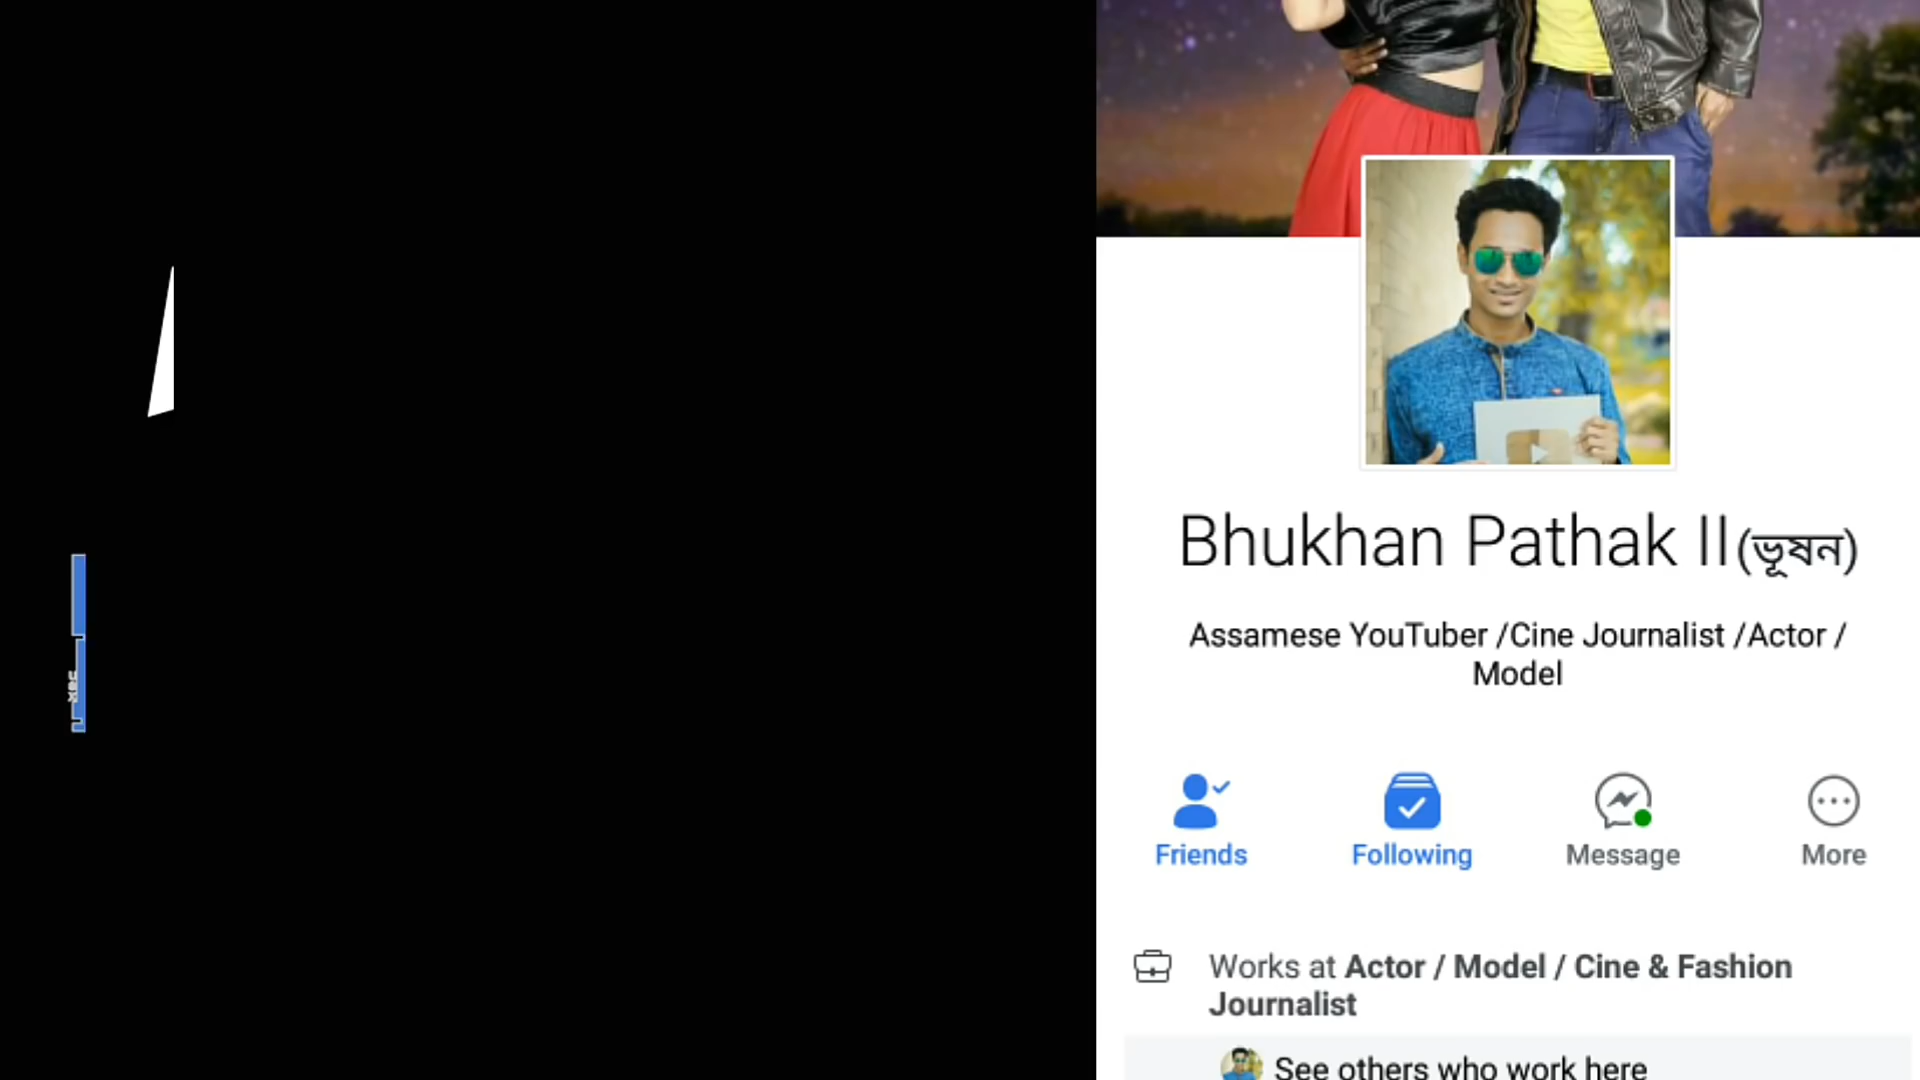 Bhukhan Pathak II(ভূষন)
Assamese YouTuber /Cine Journalist /Actor /
Model
Friends
Following
Message
More
Works at Actor / Model / Cine & Fashion
Journalist
See others who work here